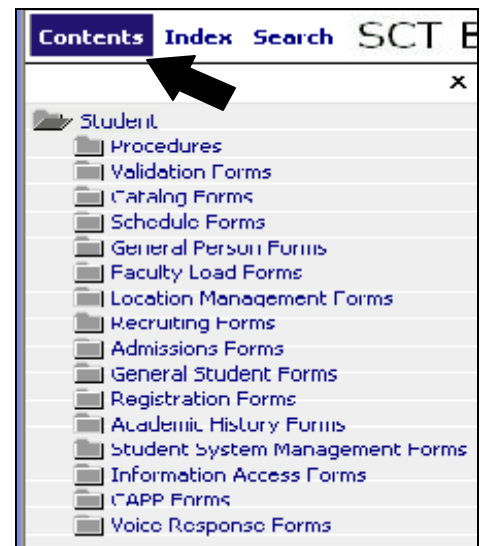 Contents Index Search SCT
×
Student
Procedures
Validation Forms
Catalog Forms
Schedule Forms
General Person Forms
Faculty Load Forms
Location Management Forms
Recruiting Forms
Admissions Forms
General Student Forms
Registration Forms
Academic History Forms
Student System Management Forms
Information Access Forms
CAPP Forms
Voice Response Forms